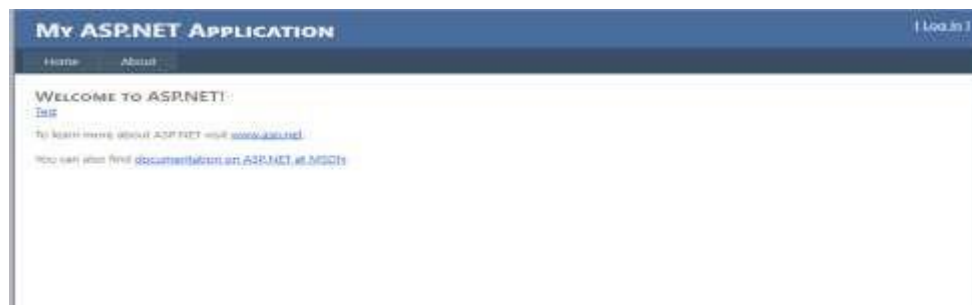 MY ASP.NET APPLICATION
[ Log In ]
Home About
WELCOME TO ASP.NET!
Test
To learn more about ASP.NET visit www.asp.net
You can also find documentation on ASP.NET at MSDN